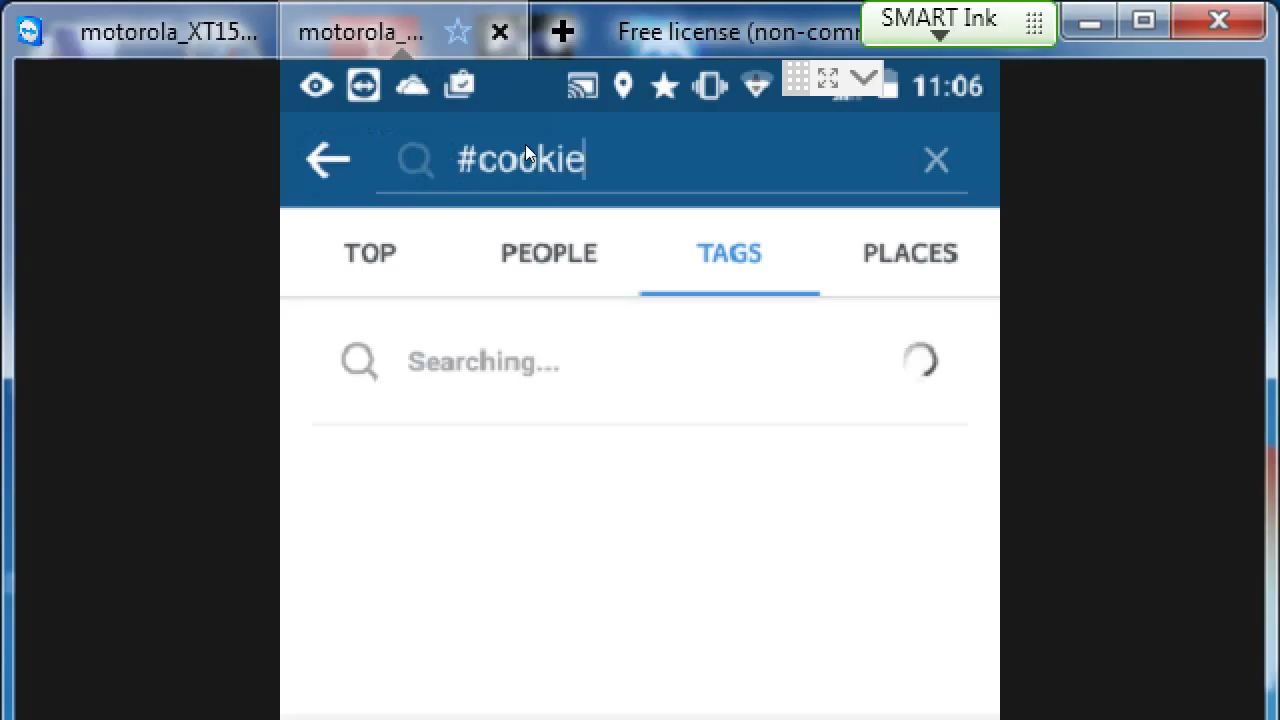 motorola_XT15...
motorola_...
Free license (non-comm
SMART Ink
11:06
#cookie
TOP
PEOPLE
TAGS
PLACES
Searching...